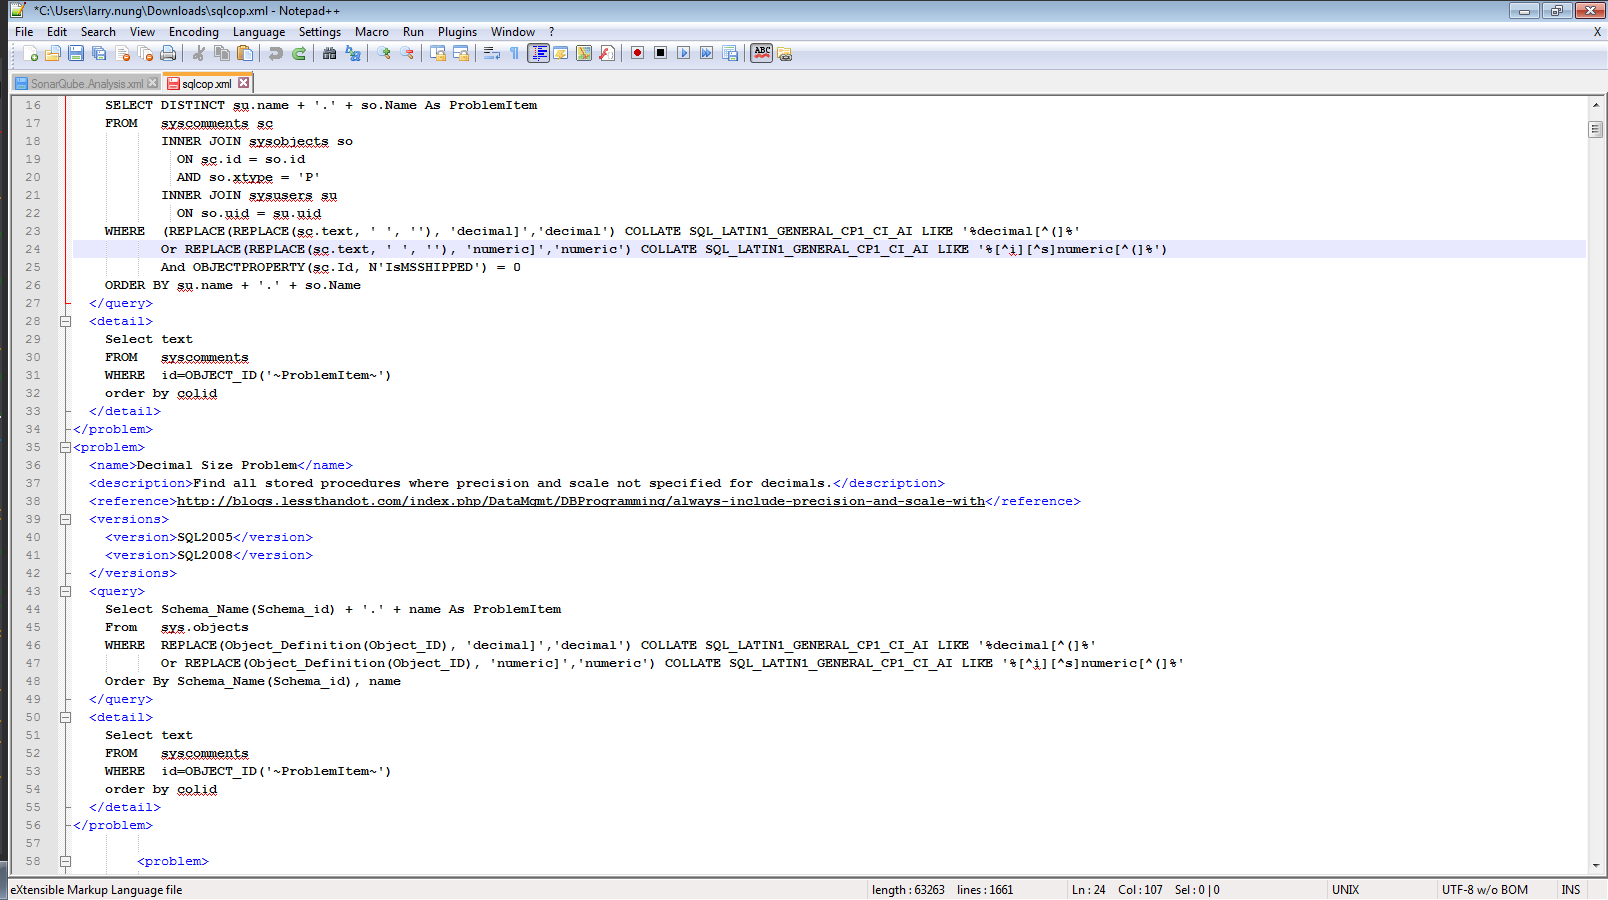 *C:\Users\larry.nung\Downloads\sqlcop.xml - Notepad++
File Edit Search View Encoding Language Settings Macro Run Plugins Window ? X
ABC
SonarQube.Analysis.xml sqlcop.xml
16 SELECT DISTINCT su.name + '.' + so.Name As ProblemItem
17 FROM syscomments sc
18 INNER JOIN sysobjects so
19 ON sc.id = so.id
20 AND so.xtype = 'P'
21 INNER JOIN sysusers su
22 ON so.uid = su.uid
23 WHERE (REPLACE(REPLACE(sc.text, ' ', ''), 'decimal]','decimal') COLLATE SQL_LATIN1_GENERAL_CP1_CI_AI LIKE '%decimal[^(]%'
24 Or REPLACE(REPLACE(sc.text, ' ', ''), 'numeric]','numeric') COLLATE SQL_LATIN1_GENERAL_CP1_CI_AI LIKE '%[^i][^s]numeric[^(]%')
25 And OBJECTPROPERTY(sc.Id, N'IsMSSHIPPED') = 0
26 ORDER BY su.name + '.' + so.Name
27 </query>
28 <detail>
29 Select text
30 FROM syscomments
31 WHERE id=OBJECT_ID('~ProblemItem~')
32 order by colid
33 </detail>
34 </problem>
35 <problem>
36 <name>Decimal Size Problem</name>
37 <description>Find all stored procedures where precision and scale not specified for decimals.</description>
38 <reference>http://blogs.lessthandot.com/index.php/DataMgmt/DBProgramming/always-include-precision-and-scale-with</reference>
39 <versions>
40 <version>SQL2005</version>
41 <version>SQL2008</version>
42 </versions>
43 <query>
44 Select Schema_Name(Schema_id) + '.' + name As ProblemItem
45 From sys.objects
46 WHERE REPLACE(Object_Definition(Object_ID), 'decimal]','decimal') COLLATE SQL_LATIN1_GENERAL_CP1_CI_AI LIKE '%decimal[^(]%'
47 Or REPLACE(Object_Definition(Object_ID), 'numeric]','numeric') COLLATE SQL_LATIN1_GENERAL_CP1_CI_AI LIKE '%[^i][^s]numeric[^(]%'
48 Order By Schema_Name(Schema_id), name
49 </query>
50 <detail>
51 Select text
52 FROM syscomments
53 WHERE id=OBJECT_ID('~ProblemItem~')
54 order by colid
55 </detail>
56 </problem>
57
58 <problem>
eXtensible Markup Language file length : 63263 lines : 1661 Ln : 24 Col : 107 Sel : 0 | 0 UNIX UTF-8 w/o BOM INS